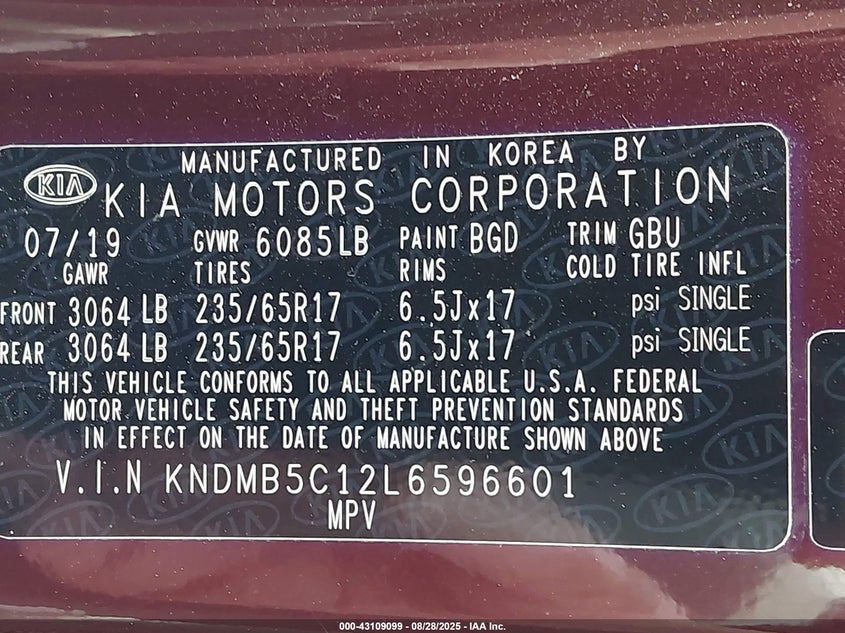 MANUFACTURED IN KOREA BY
KIA KIA MOTORS CORPORATION
07/19 GVWR 6085LB PAINT BGD TRIM GBU
GAWR TIRES RIMS COLD TIRE INFL
FRONT 3064 LB 235/65R17 6.5Jx17 psi SINGLE
REAR 3064 LB 235/65R17 6.5Jx17 psi SINGLE
THIS VEHICLE CONFORMS TO ALL APPLICABLE U.S.A. FEDERAL
MOTOR VEHICLE SAFETY AND THEFT PREVENTION STANDARDS
IN EFFECT ON THE DATE OF MANUFACTURE SHOWN ABOVE
V.I.N KNDMB5C12L6596601
MPV
000-43109099 - 08/28/2025 - IAA Inc.